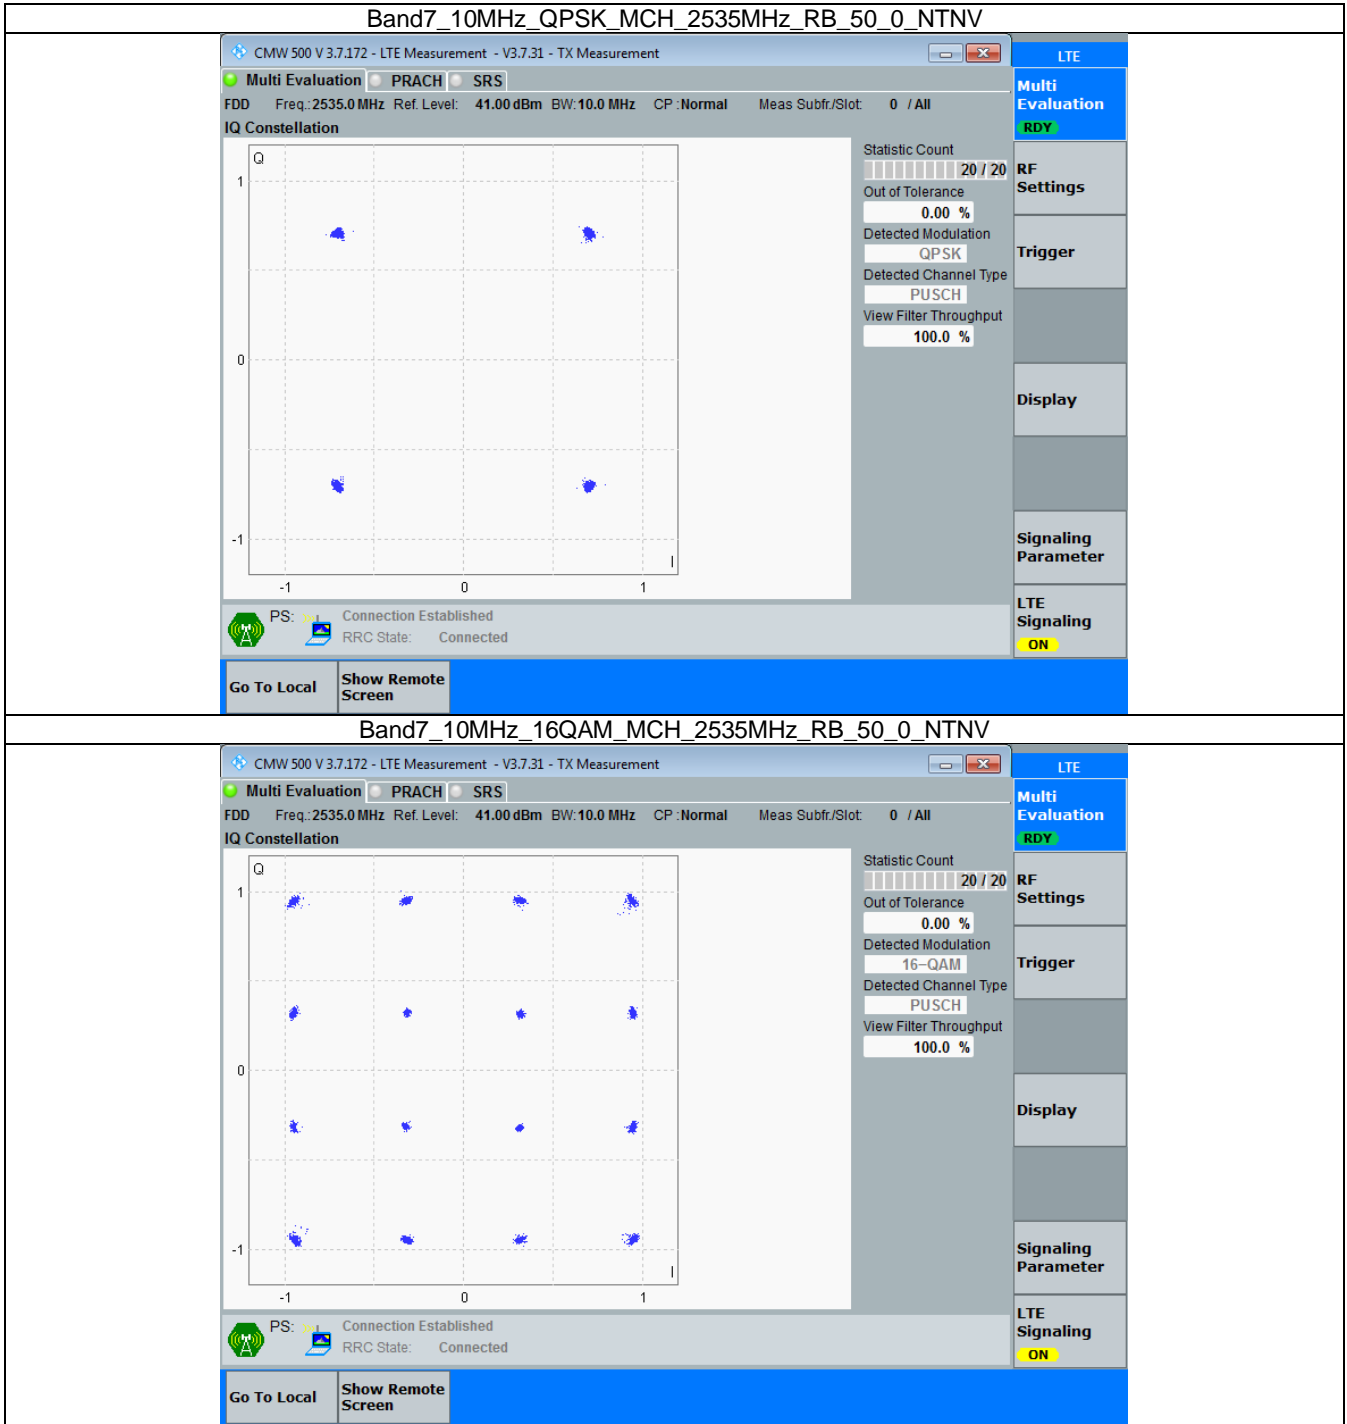 Band7_10MHz_QPSK_MCH_2535MHz_RB_50_0_NTNV
CMW 500 V 3.7.172 - LTE Measurement - V3.7.31 - TX Measurement
LTE
Multi Evaluation PRACH SRS
FDD Freq.: 2535.0 MHz Ref. Level: 41.00 dBm BW: 10.0 MHz CP : Normal Meas Subfr./Slot: 0 / All
IQ Constellation
Q
1
0
-1
I
-1 0 1
Statistic Count
20 / 20
Out of Tolerance
0.00 %
Detected Modulation
QPSK
Detected Channel Type
PUSCH
View Filter Throughput
100.0 %
Multi
Evaluation
RDY
RF
Settings
Trigger
Display
Signaling
Parameter
LTE
Signaling
ON
PS: Connection Established
RRC State: Connected
Go To Local
Show Remote
Screen
Band7_10MHz_16QAM_MCH_2535MHz_RB_50_0_NTNV
CMW 500 V 3.7.172 - LTE Measurement - V3.7.31 - TX Measurement
LTE
Multi Evaluation PRACH SRS
FDD Freq.: 2535.0 MHz Ref. Level: 41.00 dBm BW: 10.0 MHz CP : Normal Meas Subfr./Slot: 0 / All
IQ Constellation
Q
1
0
-1
I
-1 0 1
Statistic Count
20 / 20
Out of Tolerance
0.00 %
Detected Modulation
16-QAM
Detected Channel Type
PUSCH
View Filter Throughput
100.0 %
Multi
Evaluation
RDY
RF
Settings
Trigger
Display
Signaling
Parameter
LTE
Signaling
ON
PS: Connection Established
RRC State: Connected
Go To Local
Show Remote
Screen